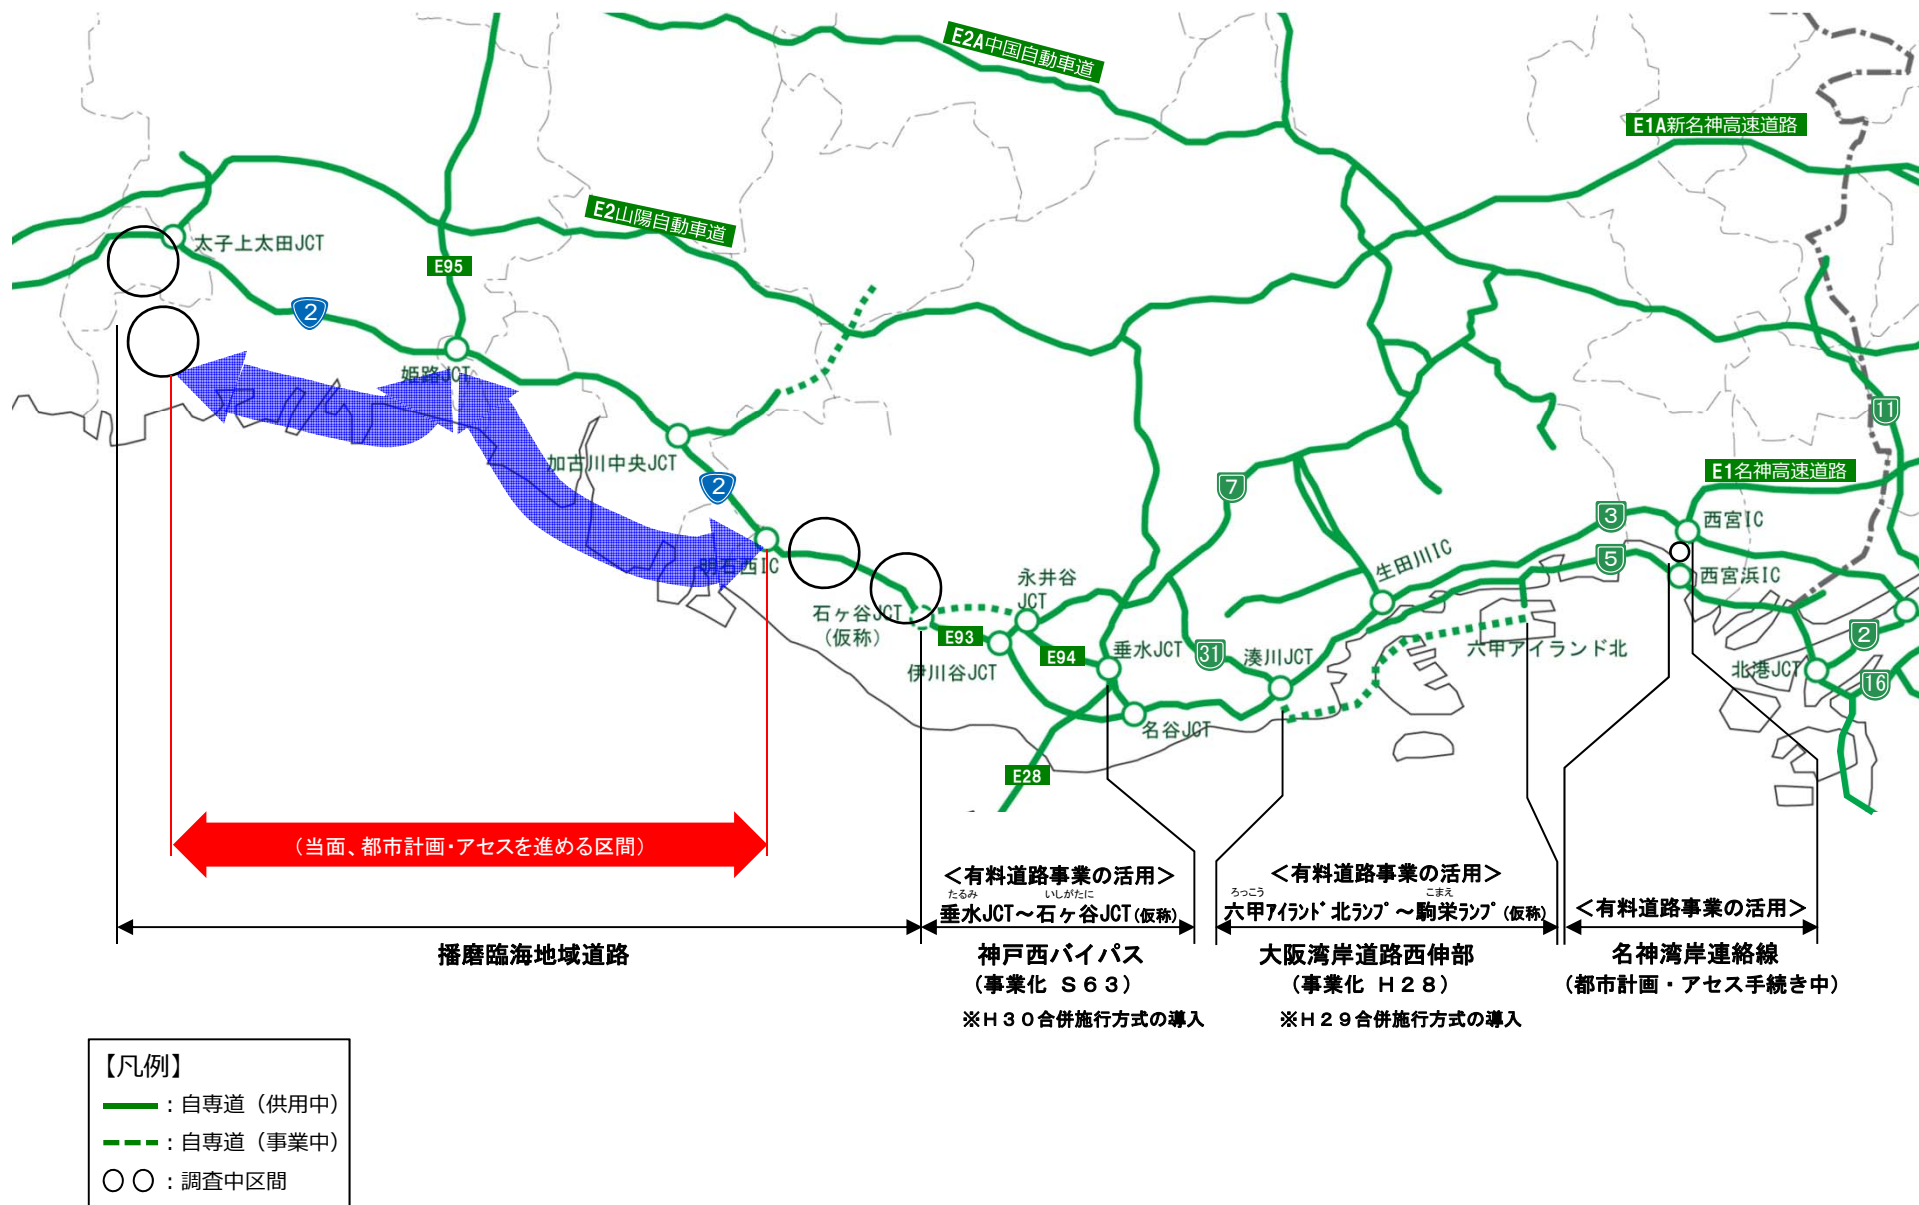 E2A中国自動車道
E1A新名神高速道路
E2山陽自動車道
太子上太田JCT
E95
2
姫路JCT
11
加古川中央JCT
2
7
E1名神高速道路
3
西宮IC
5
明石西IC
生田川IC
永井谷
JCT
西宮浜IC
石ヶ谷JCT
(仮称)
E93
E94
垂水JCT
31
湊川JCT
六甲アイランド北
2
伊川谷JCT
北港JCT
16
名谷JCT
E28
(当面、都市計画・アセスを進める区間)
<有料道路事業の活用>
たるみ いしがたに
垂水JCT～石ヶ谷JCT(仮称)
<有料道路事業の活用>
ろっこう こまえ
六甲ｱｲﾗﾝﾄﾞ北ﾗﾝﾌﾟ～駒栄ﾗﾝﾌﾟ(仮称)
<有料道路事業の活用>
播磨臨海地域道路
神戸西バイパス
(事業化 S63)
※H30合併施行方式の導入
大阪湾岸道路西伸部
(事業化 H28)
※H29合併施行方式の導入
名神湾岸連絡線
(都市計画・アセス手続き中)
【凡例】
：自専道（供用中）
：自専道（事業中）
：調査中区間